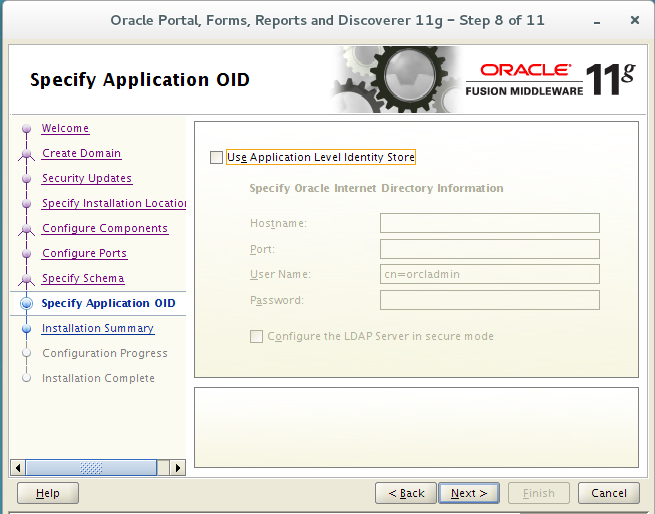 Oracle Portal, Forms, Reports and Discoverer 11g - Step 8 of 11
Specify Application OID
ORACLE
FUSION MIDDLEWARE
11g
Welcome
Create Domain
Security Updates
Specify Installation Location
Configure Components
Configure Ports
Specify Schema
Specify Application OID
Installation Summary
Configuration Progress
Installation Complete
Use Application Level Identity Store
Specify Oracle Internet Directory Information
Hostname:
Port:
User Name:
cn=orcladmin
Password:
Configure the LDAP Server in secure mode
Help
< Back
Next >
Finish
Cancel